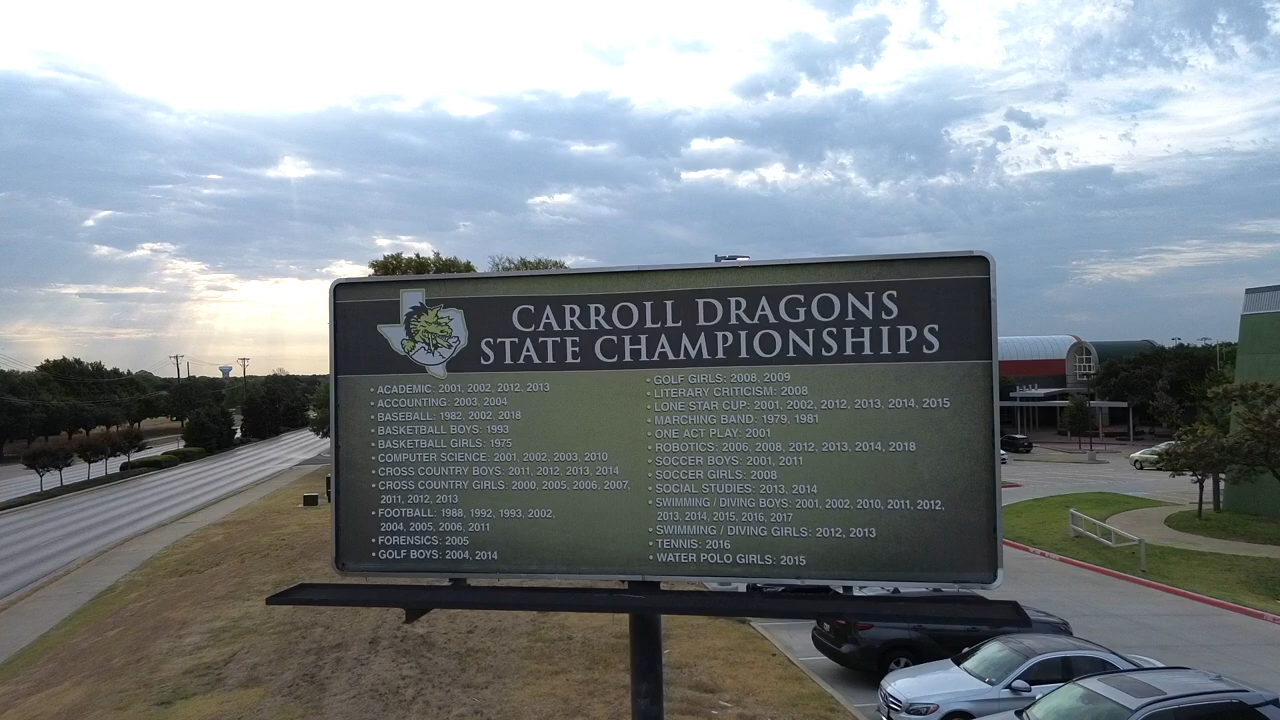 CARROLL DRAGONS
STATE CHAMPIONSHIPS
• ACADEMIC: 2001, 2002, 2012, 2013
• ACCOUNTING: 2003, 2004
• BASEBALL: 1982, 2002, 2018
• BASKETBALL BOYS: 1993
• BASKETBALL GIRLS: 1975
• COMPUTER SCIENCE: 2001, 2002, 2003, 2010
• CROSS COUNTRY BOYS: 2011, 2012, 2013, 2014
• CROSS COUNTRY GIRLS: 2000, 2005, 2006, 2007,
2011, 2012, 2013
• FOOTBALL: 1988, 1992, 1993, 2002,
2004, 2005, 2006, 2011
• FORENSICS: 2005
• GOLF BOYS: 2004, 2014
• GOLF GIRLS: 2008, 2009
• LITERARY CRITICISM: 2008
• LONE STAR CUP: 2001, 2002, 2012, 2013, 2014, 2015
• MARCHING BAND: 1979, 1981
• ONE ACT PLAY: 2001
• ROBOTICS: 2006, 2008, 2012, 2013, 2014, 2018
• SOCCER BOYS: 2001, 2011
• SOCCER GIRLS: 2008
• SOCIAL STUDIES: 2013, 2014
• SWIMMING / DIVING BOYS: 2001, 2002, 2010, 2011, 2012,
2013, 2014, 2015, 2016, 2017
• SWIMMING / DIVING GIRLS: 2012, 2013
• TENNIS: 2016
• WATER POLO GIRLS: 2015